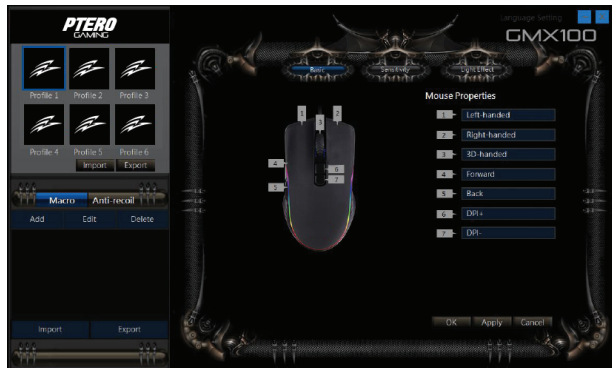 PTERO
GAMING
Profile 1 Profile 2 Profile 3
Profile 4 Profile 5 Profile 6
Import Export
Macro Anti-recoil
Add Edit Delete
Import Export
Language Setting
GMX100
Basic Sensitivity Light Effect
Mouse Properties
1 Left-handed
2 Right-handed
3 3D-handed
4 Forward
5 Back
6 DPI+
7 DPI-
1
2
3
4
6
7
5
OK Apply Cancel